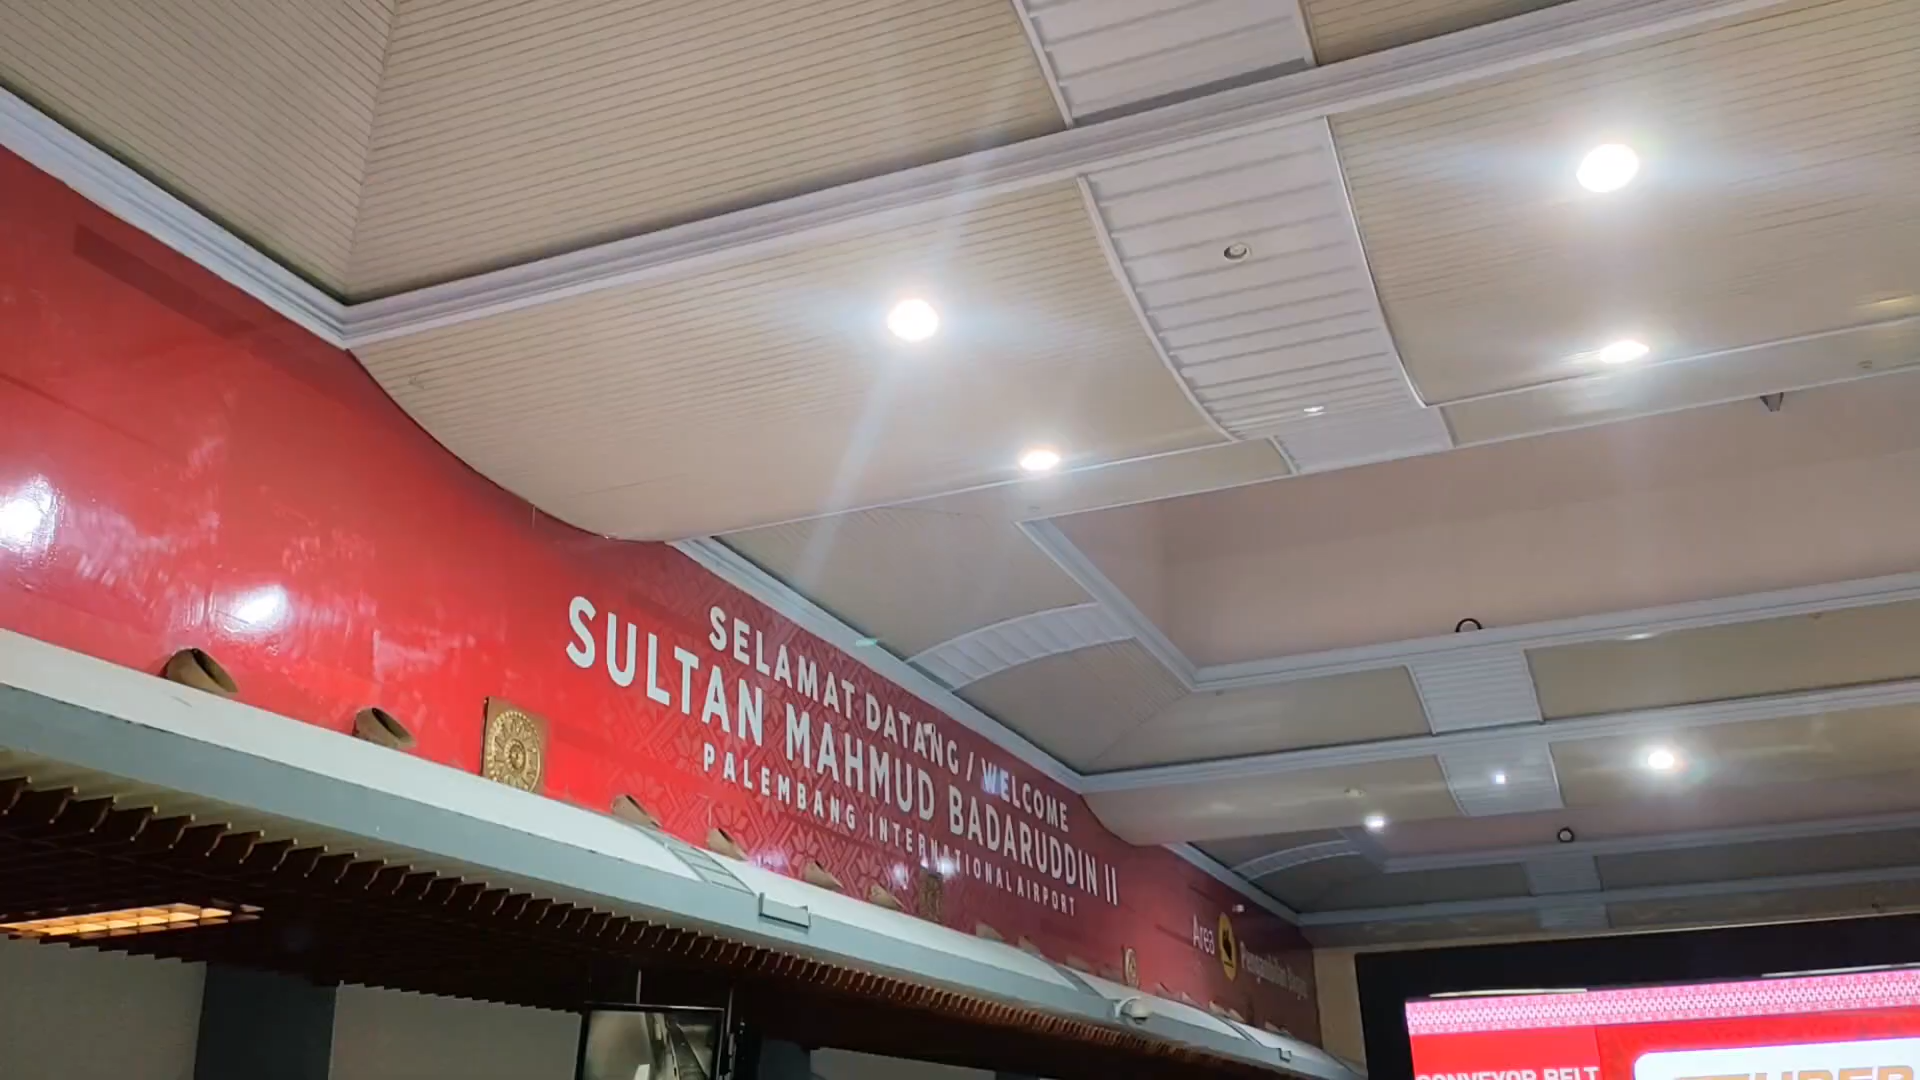 SELAMAT DATANG / WELCOME
SULTAN MAHMUD BADARUDDIN II
PALEMBANG INTERNATIONAL AIRPORT
Area
Pengambilan Bagasi
CONVEYOR BELT